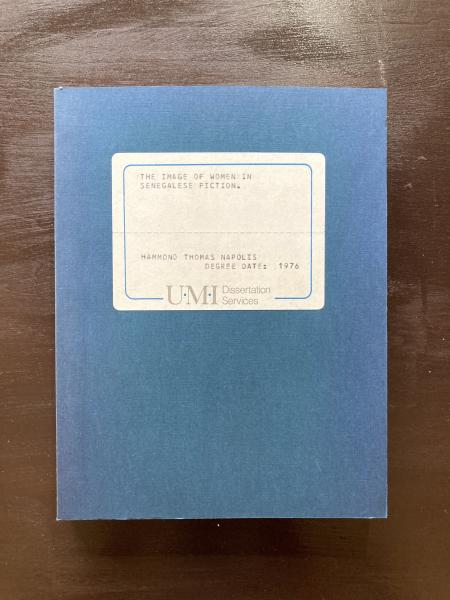 THE IMAGE OF WOMEN IN
SENEGALESE FICTION.
HAMMOND THOMAS NAPOLIS
DEGREE DATE: 1976
U·M·I Dissertation
Services